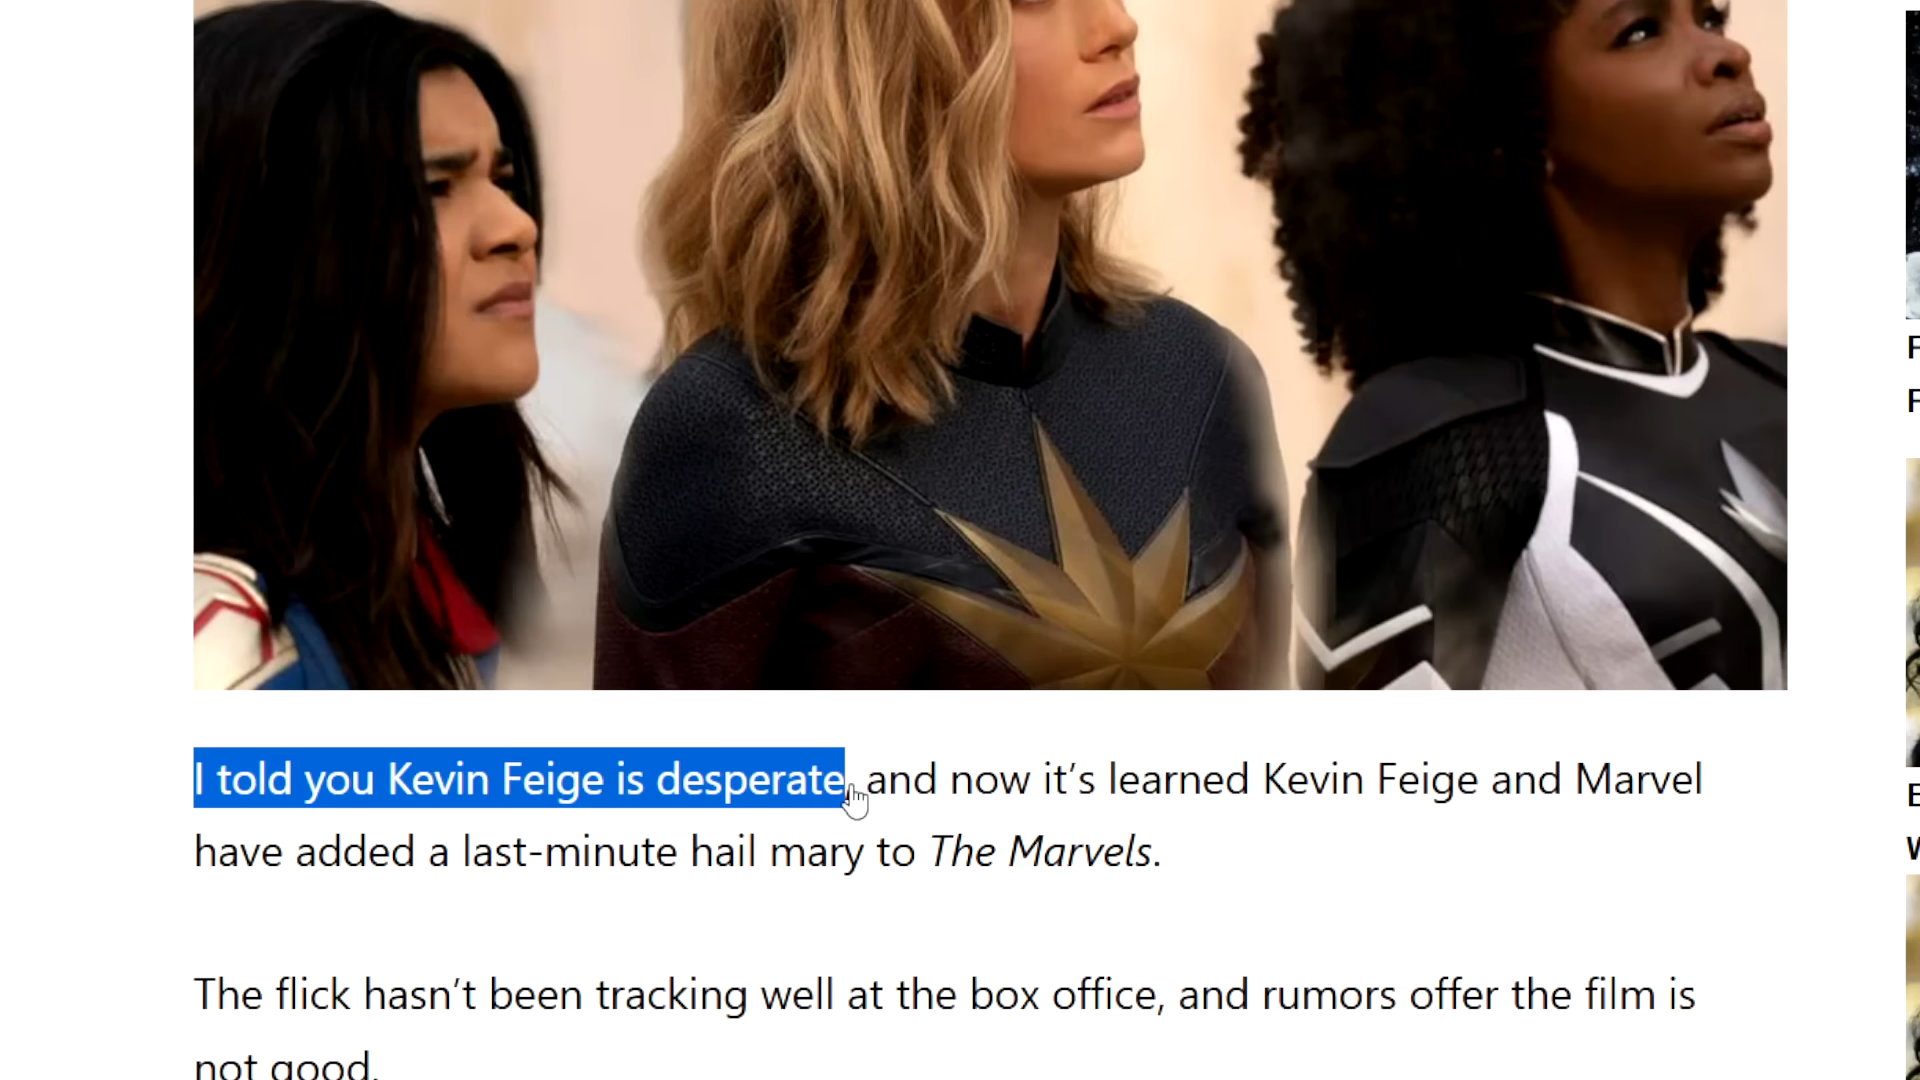 I told you Kevin Feige is desperate, and now it’s learned Kevin Feige and Marvel
have added a last-minute hail mary to The Marvels.
The flick hasn’t been tracking well at the box office, and rumors offer the film is
not good.